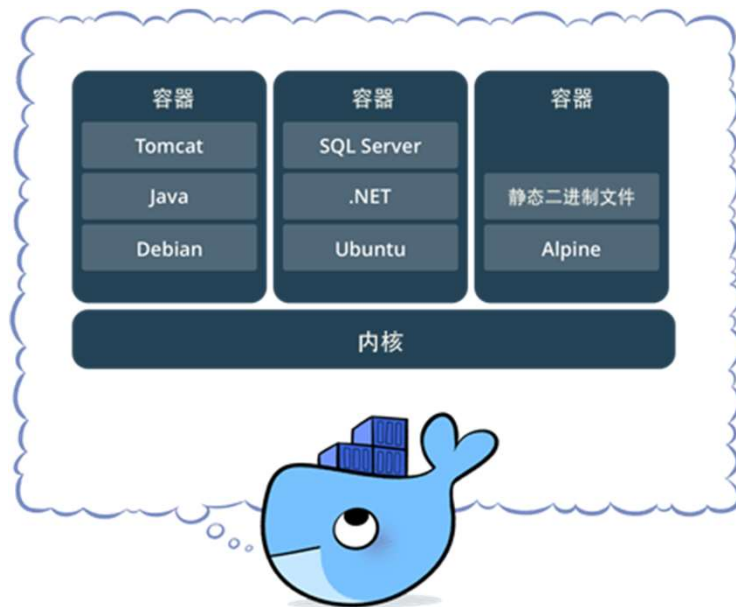 容器
Tomcat
Java
Debian
容器
SQL Server
.NET
Ubuntu
容器
静态二进制文件
Alpine
内核